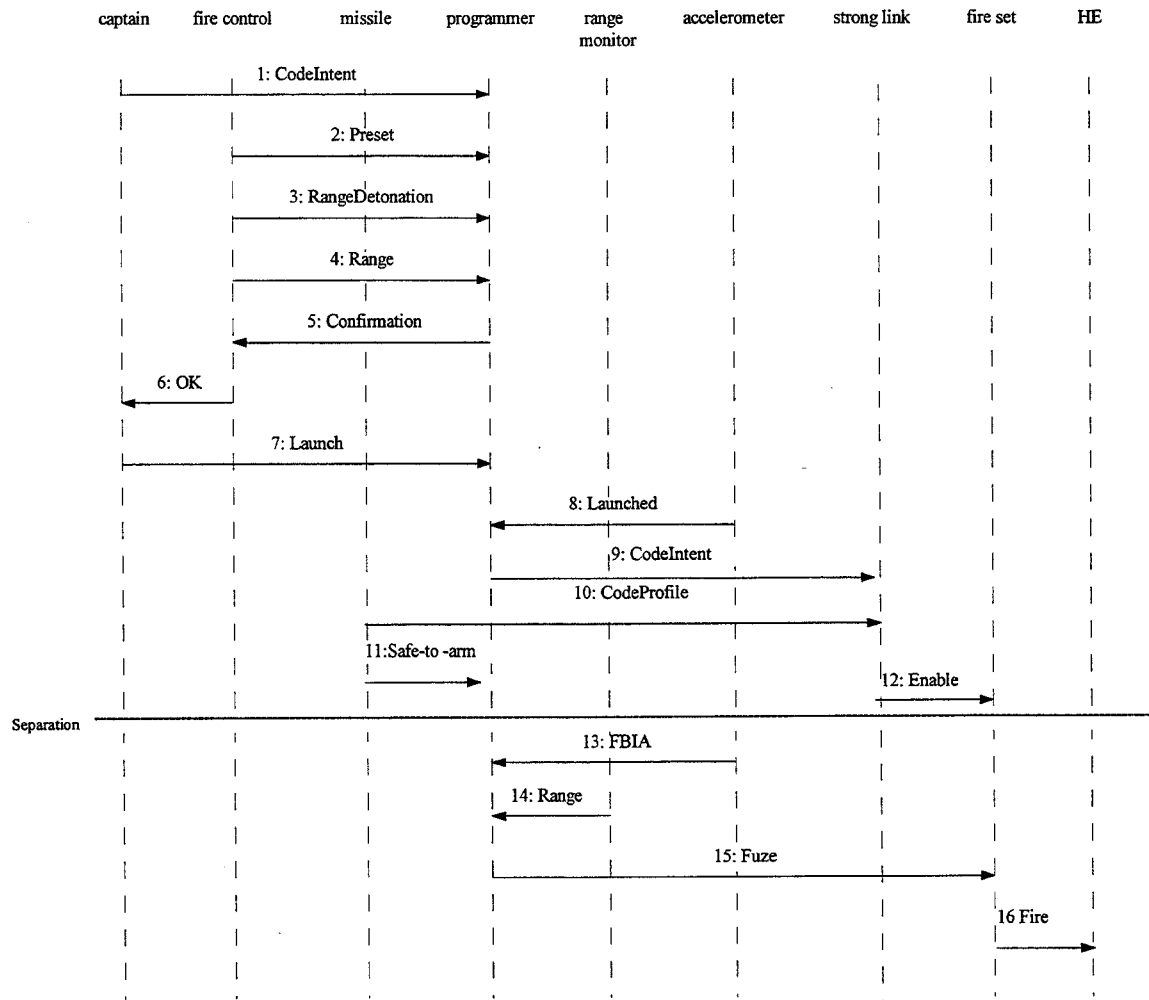 captain fire control missile programmer range monitor accelerometer strong link fire set HE
1: CodeIntent
2: Preset
3: RangeDetonation
4: Range
5: Confirmation
6: OK
7: Launch
8: Launched
9: CodeIntent
10: CodeProfile
11:Safe-to -arm
12: Enable
Separation
13: FBIA
14: Range
15: Fuze
16 Fire